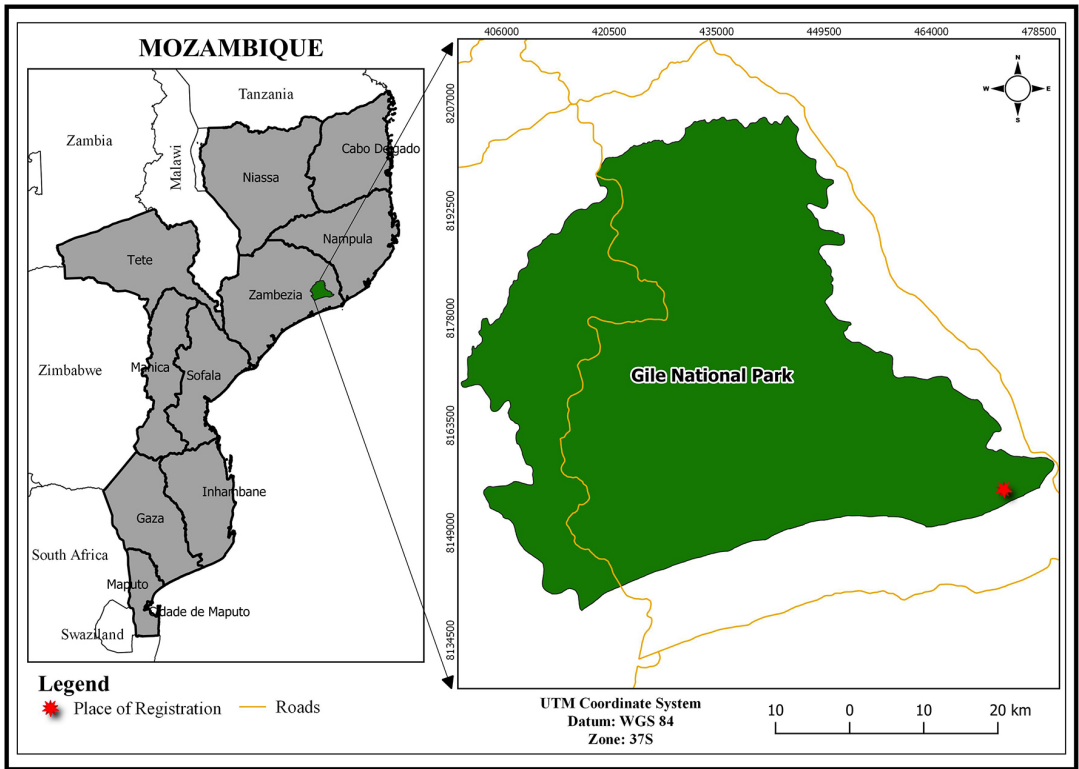 MOZAMBIQUE
Tanzania
Zambia
Malawi
Cabo Delgado
Niassa
Nampula
Tete
Zambezia
Zimbabwe
Manica
Sofala
Inhambane
Gaza
South Africa
Maputo
Cidade de Maputo
Swaziland
406000 420500 435000 449500 464000 478500
8207000
8192500
8178000
8163500
8149000
8134500
N
W E
S
Gile National Park
Legend
Place of Registration
Roads
UTM Coordinate System
Datum: WGS 84
Zone: 37S
10 0 10 20 km